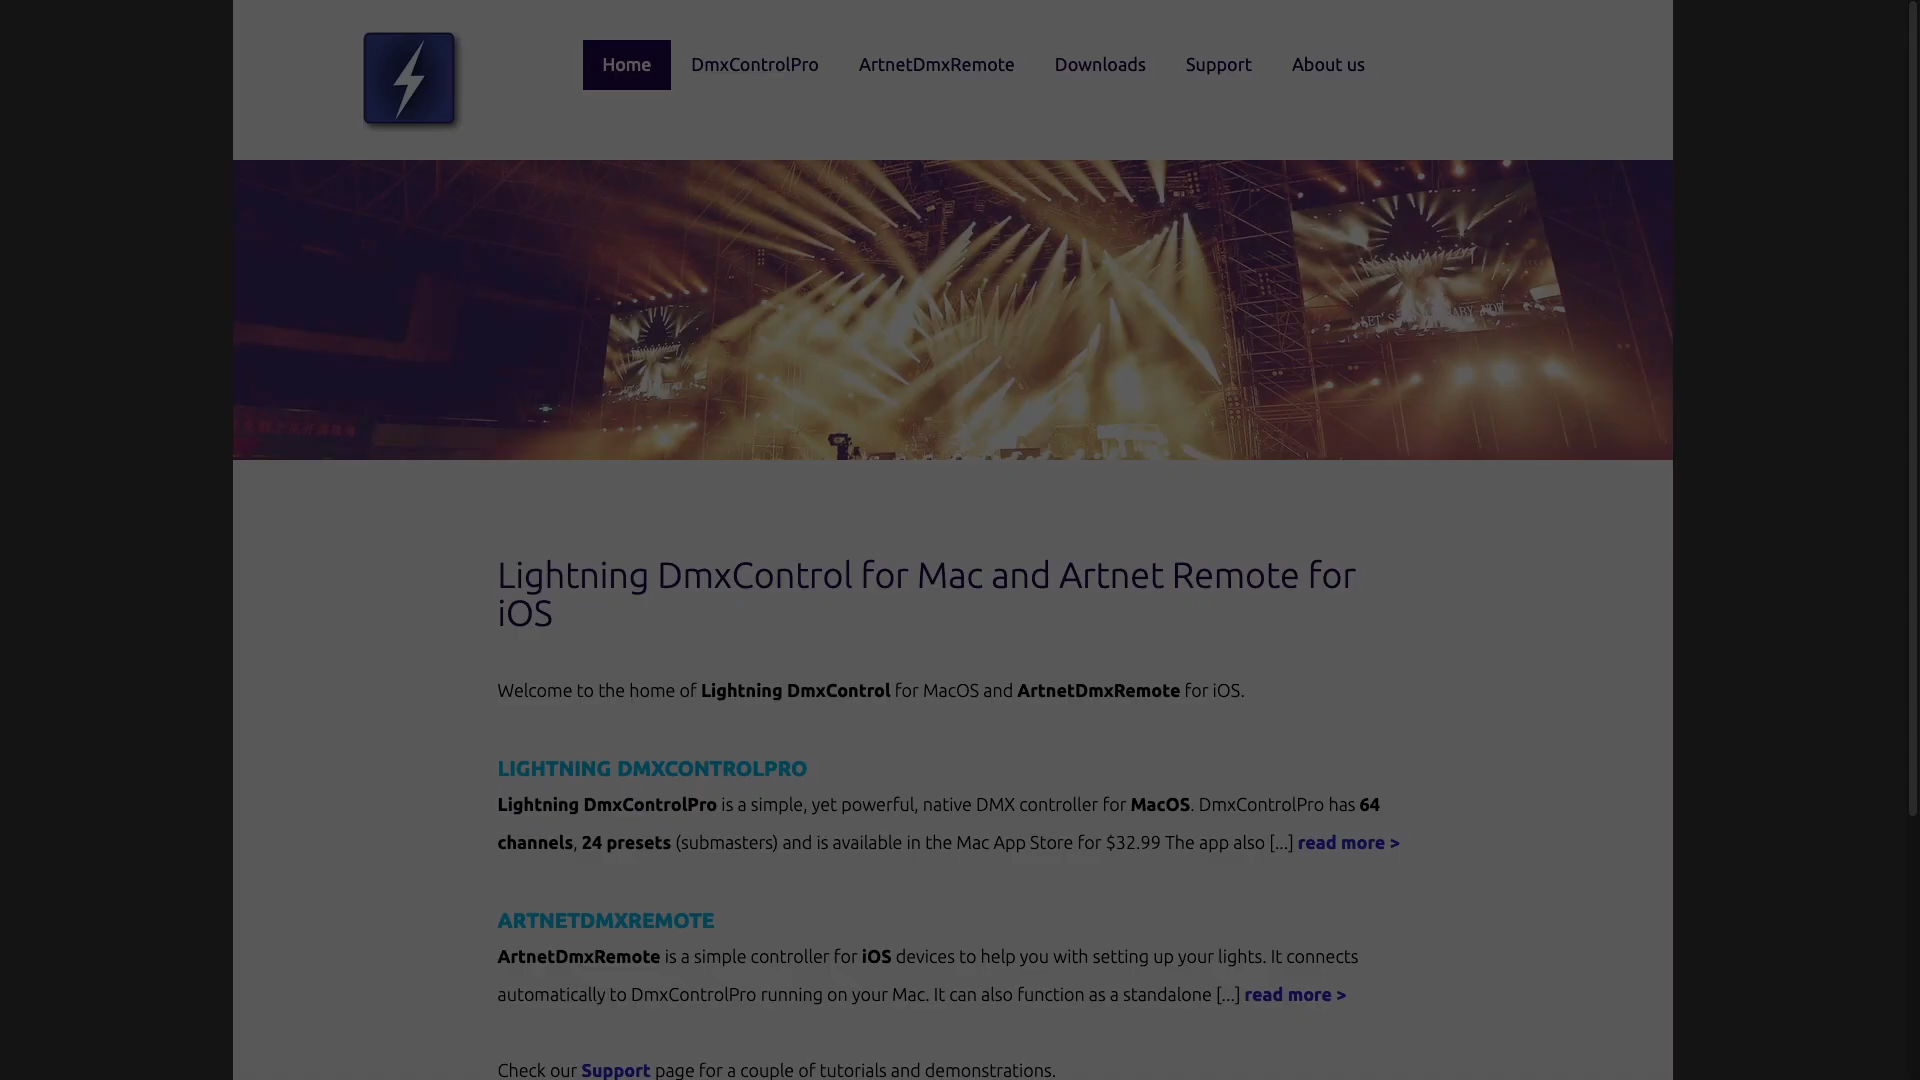 Home DmxControlPro ArtnetDmxRemote Downloads Support About us
Lightning DmxControl for Mac and Artnet Remote for
iOS
Welcome to the home of Lightning DmxControl for MacOS and ArtnetDmxRemote for iOS.
LIGHTNING DMXCONTROLPRO
Lightning DmxControlPro is a simple, yet powerful, native DMX controller for MacOS. DmxControlPro has 64
channels, 24 presets (submasters) and is available in the Mac App Store for $32.99 The app also [...] read more >
ARTNETDMXREMOTE
ArtnetDmxRemote is a simple controller for iOS devices to help you with setting up your lights. It connects
automatically to DmxControlPro running on your Mac. It can also function as a standalone [...] read more >
Check our Support page for a couple of tutorials and demonstrations.